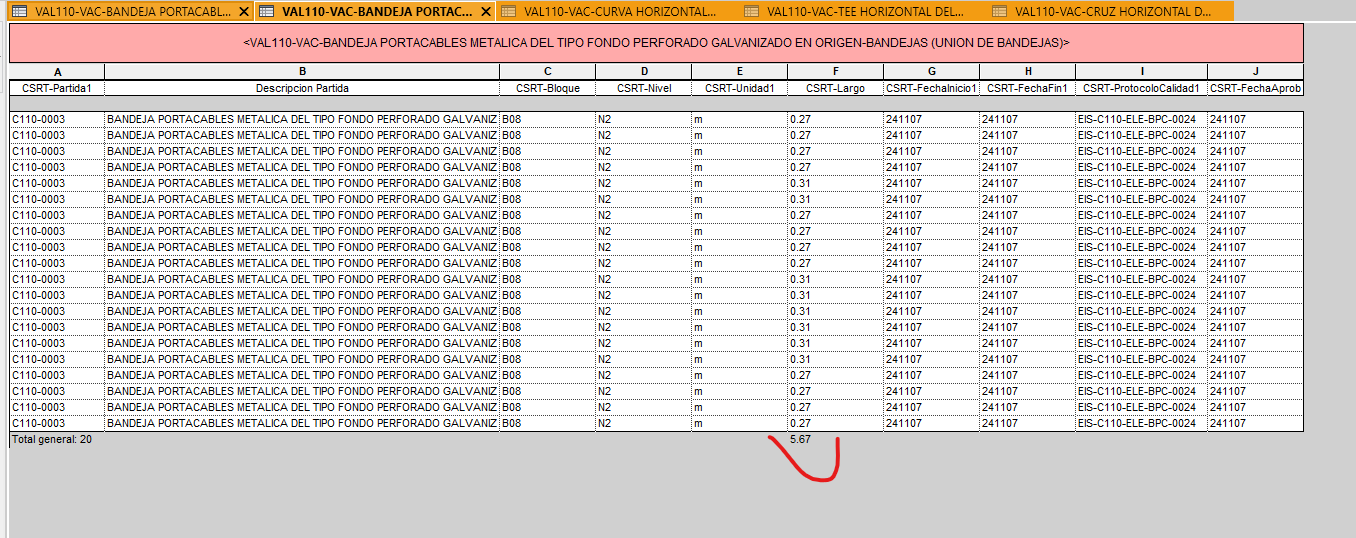 VAL110-VAC-BANDEJA PORTACABL... VAL110-VAC-BANDEJA PORTAC... VAL110-VAC-CURVA HORIZONTAL... VAL110-VAC-TEE HORIZONTAL DEL... VAL110-VAC-CRUZ HORIZONTAL D...
<VAL110-VAC-BANDEJA PORTACABLES METALICA DEL TIPO FONDO PERFORADO GALVANIZADO EN ORIGEN-BANDEJAS (UNION DE BANDEJAS)>
A B C D E F G H I J
CSRT-Partida1 Descripcion Partida CSRT-Bloque CSRT-Nivel CSRT-Unidad1 CSRT-Largo CSRT-FechaInicio1 CSRT-FechaFin1 CSRT-ProtocoloCalidad1 CSRT-FechaAprob
C110-0003 BANDEJA PORTACABLES METALICA DEL TIPO FONDO PERFORADO GALVANIZ B08 N2 m 0.27 241107 241107 EIS-C110-ELE-BPC-0024 241107
C110-0003 BANDEJA PORTACABLES METALICA DEL TIPO FONDO PERFORADO GALVANIZ B08 N2 m 0.27 241107 241107 EIS-C110-ELE-BPC-0024 241107
C110-0003 BANDEJA PORTACABLES METALICA DEL TIPO FONDO PERFORADO GALVANIZ B08 N2 m 0.27 241107 241107 EIS-C110-ELE-BPC-0024 241107
C110-0003 BANDEJA PORTACABLES METALICA DEL TIPO FONDO PERFORADO GALVANIZ B08 N2 m 0.27 241107 241107 EIS-C110-ELE-BPC-0024 241107
C110-0003 BANDEJA PORTACABLES METALICA DEL TIPO FONDO PERFORADO GALVANIZ B08 N2 m 0.31 241107 241107 EIS-C110-ELE-BPC-0024 241107
C110-0003 BANDEJA PORTACABLES METALICA DEL TIPO FONDO PERFORADO GALVANIZ B08 N2 m 0.31 241107 241107 EIS-C110-ELE-BPC-0024 241107
C110-0003 BANDEJA PORTACABLES METALICA DEL TIPO FONDO PERFORADO GALVANIZ B08 N2 m 0.27 241107 241107 EIS-C110-ELE-BPC-0024 241107
C110-0003 BANDEJA PORTACABLES METALICA DEL TIPO FONDO PERFORADO GALVANIZ B08 N2 m 0.27 241107 241107 EIS-C110-ELE-BPC-0024 241107
C110-0003 BANDEJA PORTACABLES METALICA DEL TIPO FONDO PERFORADO GALVANIZ B08 N2 m 0.27 241107 241107 EIS-C110-ELE-BPC-0024 241107
C110-0003 BANDEJA PORTACABLES METALICA DEL TIPO FONDO PERFORADO GALVANIZ B08 N2 m 0.27 241107 241107 EIS-C110-ELE-BPC-0024 241107
C110-0003 BANDEJA PORTACABLES METALICA DEL TIPO FONDO PERFORADO GALVANIZ B08 N2 m 0.31 241107 241107 EIS-C110-ELE-BPC-0024 241107
C110-0003 BANDEJA PORTACABLES METALICA DEL TIPO FONDO PERFORADO GALVANIZ B08 N2 m 0.31 241107 241107 EIS-C110-ELE-BPC-0024 241107
C110-0003 BANDEJA PORTACABLES METALICA DEL TIPO FONDO PERFORADO GALVANIZ B08 N2 m 0.31 241107 241107 EIS-C110-ELE-BPC-0024 241107
C110-0003 BANDEJA PORTACABLES METALICA DEL TIPO FONDO PERFORADO GALVANIZ B08 N2 m 0.31 241107 241107 EIS-C110-ELE-BPC-0024 241107
C110-0003 BANDEJA PORTACABLES METALICA DEL TIPO FONDO PERFORADO GALVANIZ B08 N2 m 0.31 241107 241107 EIS-C110-ELE-BPC-0024 241107
C110-0003 BANDEJA PORTACABLES METALICA DEL TIPO FONDO PERFORADO GALVANIZ B08 N2 m 0.31 241107 241107 EIS-C110-ELE-BPC-0024 241107
C110-0003 BANDEJA PORTACABLES METALICA DEL TIPO FONDO PERFORADO GALVANIZ B08 N2 m 0.27 241107 241107 EIS-C110-ELE-BPC-0024 241107
C110-0003 BANDEJA PORTACABLES METALICA DEL TIPO FONDO PERFORADO GALVANIZ B08 N2 m 0.27 241107 241107 EIS-C110-ELE-BPC-0024 241107
C110-0003 BANDEJA PORTACABLES METALICA DEL TIPO FONDO PERFORADO GALVANIZ B08 N2 m 0.27 241107 241107 EIS-C110-ELE-BPC-0024 241107
C110-0003 BANDEJA PORTACABLES METALICA DEL TIPO FONDO PERFORADO GALVANIZ B08 N2 m 0.27 241107 241107 EIS-C110-ELE-BPC-0024 241107
Total general: 20 5.67